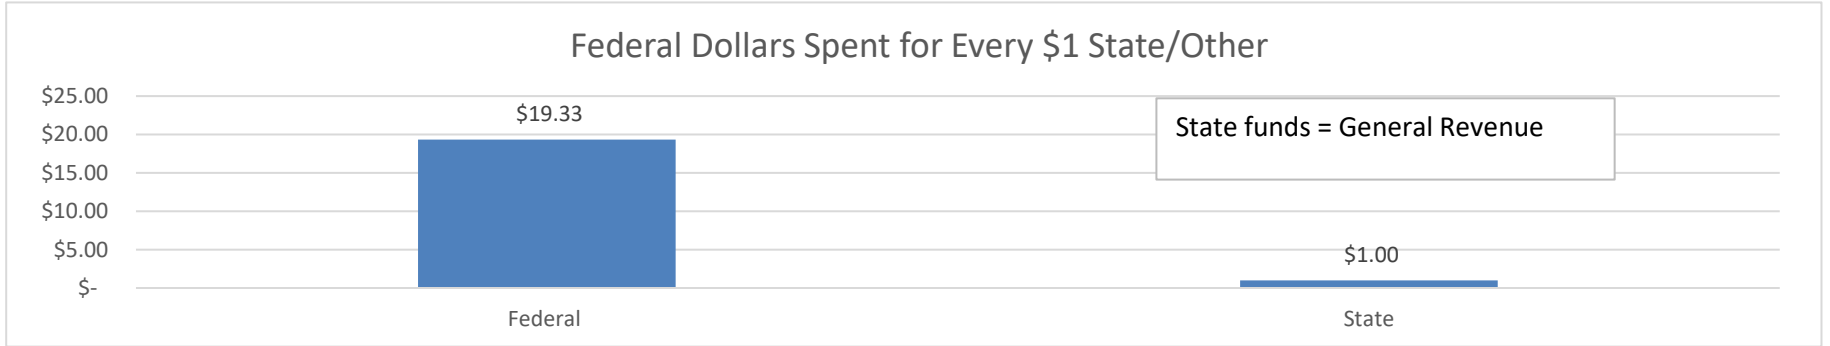 Federal Dollars Spent for Every $1 State/Other
$25.00
$20.00
$15.00
$10.00
$5.00
$-
$19.33
State funds = General Revenue
$1.00
Federal
State